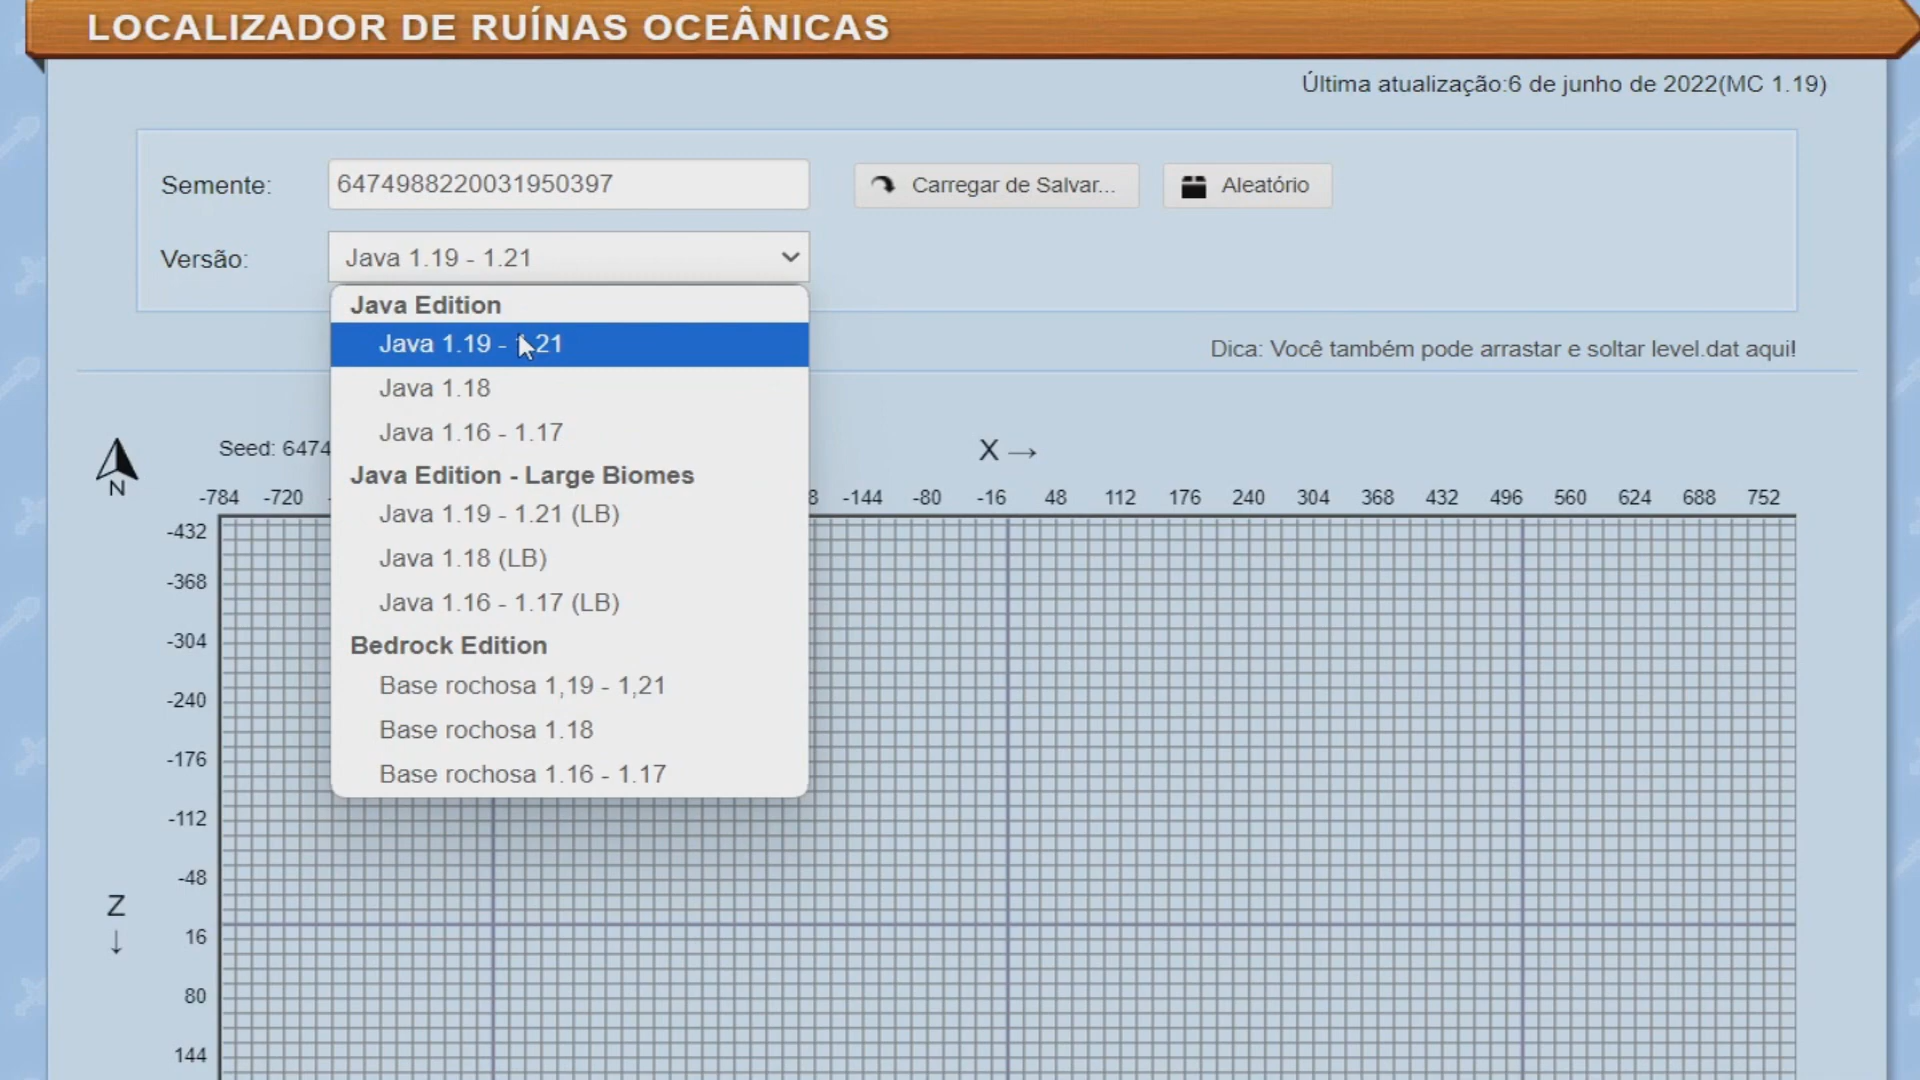 LOCALIZADOR DE RUÍNAS OCEÂNICAS
Última atualização:6 de junho de 2022(MC 1.19)
Semente: 6474988220031950397 Carregar de Salvar... Aleatório
Versão: Java 1.19 - 1.21
Java Edition
Java 1.19 - 1.21
Java 1.18
Java 1.16 - 1.17
Java Edition - Large Biomes
Java 1.19 - 1.21 (LB)
Java 1.18 (LB)
Java 1.16 - 1.17 (LB)
Bedrock Edition
Base rochosa 1,19 - 1,21
Base rochosa 1.18
Base rochosa 1.16 - 1.17
Dica: Você também pode arrastar e soltar level.dat aqui!
N
Seed: 6474
X →
-784 -720 -144 -80 -16 48 112 176 240 304 368 432 496 560 624 688 752
-432
-368
-304
-240
-176
-112
-48
Z
↓
16
80
144